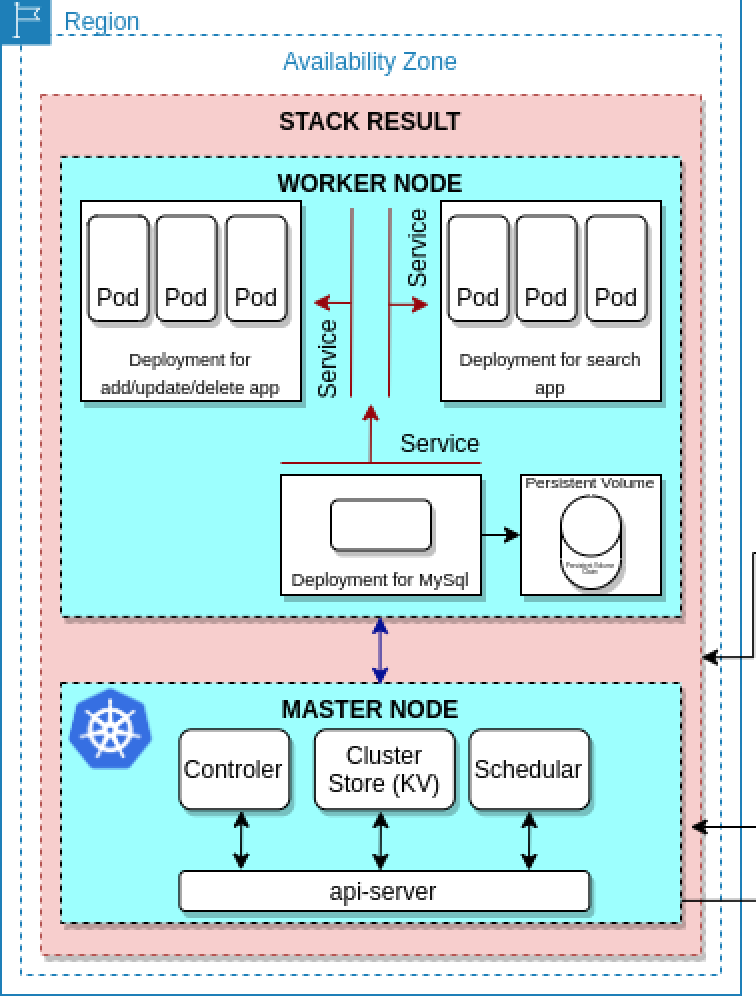 Region
Availability Zone
STACK RESULT
WORKER NODE
Pod Pod Pod
Deployment for
add/update/delete app
Service
Service
Pod Pod Pod
Deployment for search
app
Service
Deployment for MySql
Persistent Volume
Persistent Volume
Claim
MASTER NODE
Controler
Cluster
Store (KV)
Schedular
api-server